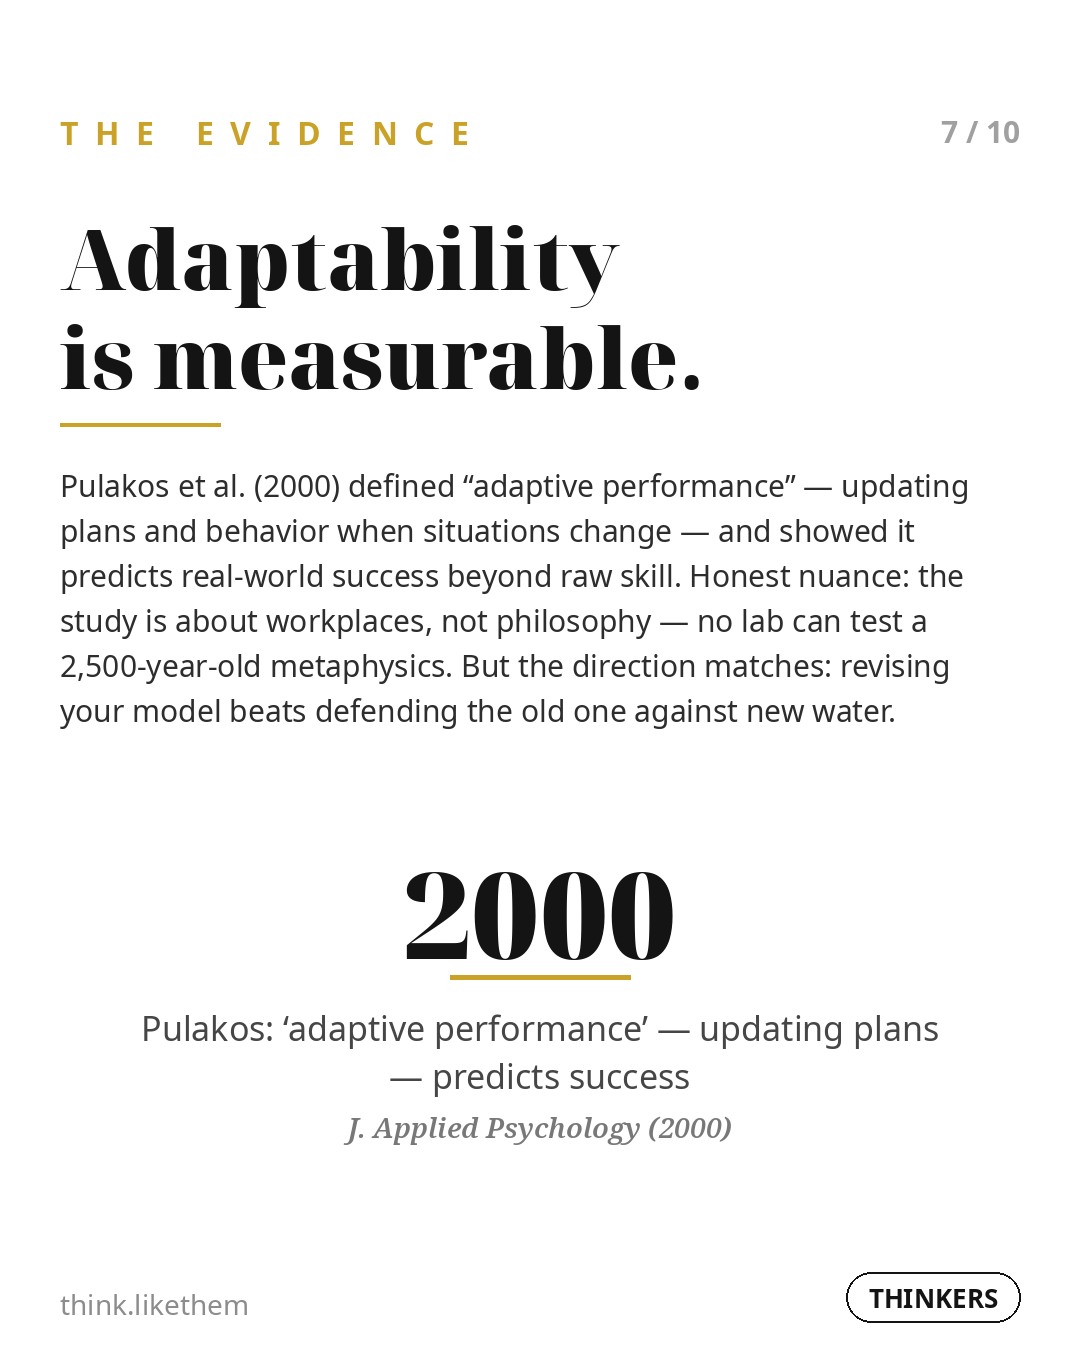 THE EVIDENCE
7 / 10
Adaptability
is measurable.
Pulakos et al. (2000) defined “adaptive performance” — updating
plans and behavior when situations change — and showed it
predicts real-world success beyond raw skill. Honest nuance: the
study is about workplaces, not philosophy — no lab can test a
2,500-year-old metaphysics. But the direction matches: revising
your model beats defending the old one against new water.
2000
Pulakos: ‘adaptive performance’ — updating plans
— predicts success
J. Applied Psychology (2000)
think.likethem
THINKERS